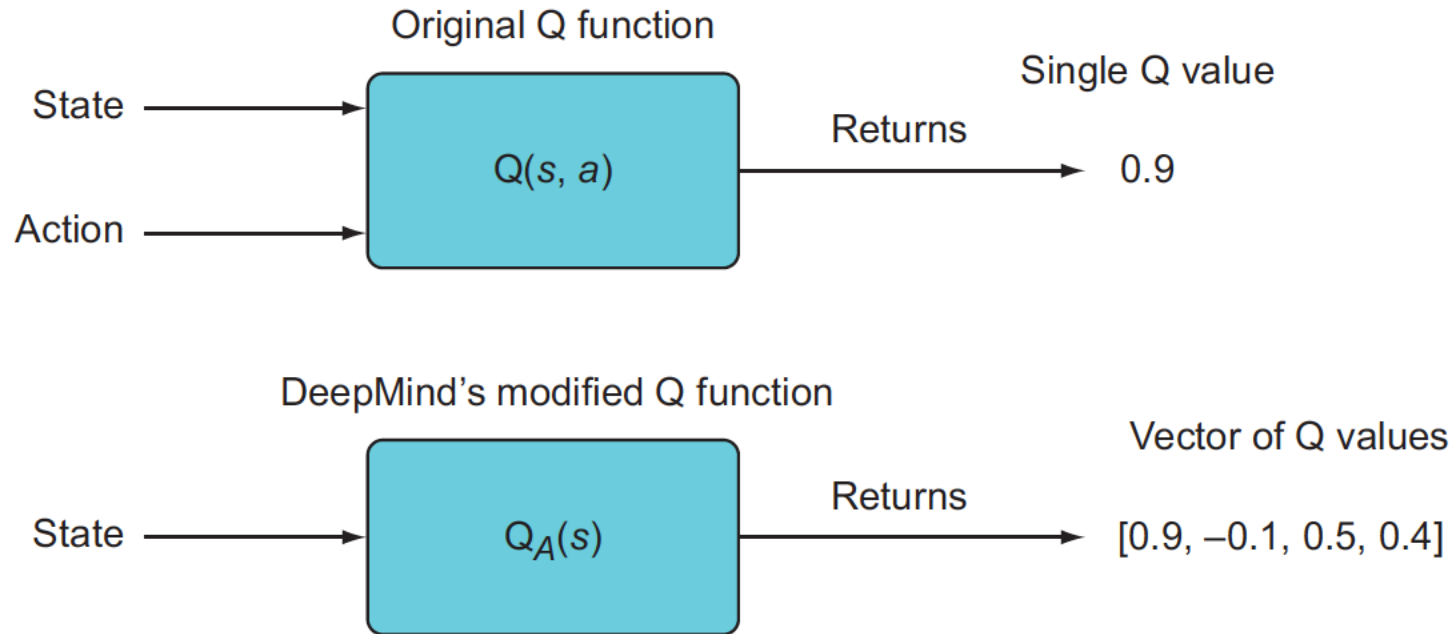 Original Q function
State
Action
Q(s, a)
Returns
Single Q value
0.9
DeepMind’s modified Q function
State
Q_A(s)
Returns
Vector of Q values
[0.9, –0.1, 0.5, 0.4]